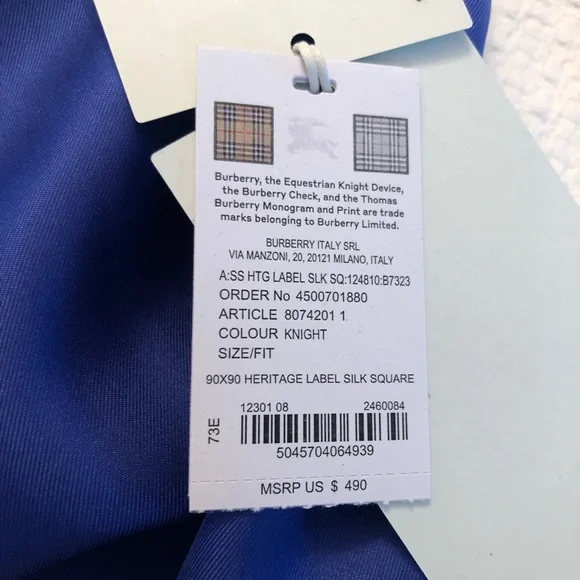 Burberry, the Equestrian Knight Device,
the Burberry Check, and the Thomas
Burberry Monogram and Print are trade
marks belonging to Burberry Limited.
BURBERRY ITALY SRL
VIA MANZONI, 20, 20121 MILANO, ITALY
A:SS HTG LABEL SLK SQ:124810:B7323
ORDER No 4500701880
ARTICLE 8074201 1
COLOUR KNIGHT
SIZE/FIT
90X90 HERITAGE LABEL SILK SQUARE
73E
12301 08 2460084
5045704064939
MSRP US $ 490